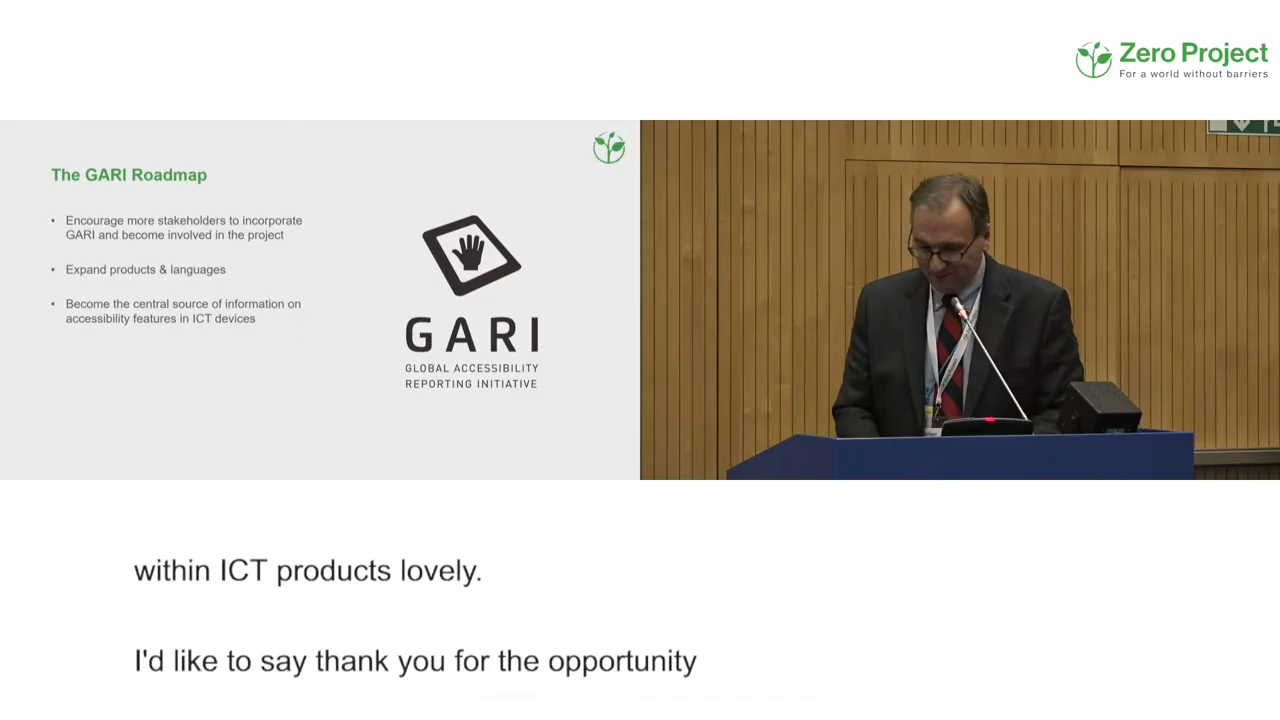 Zero Project
For a world without barriers
The GARI Roadmap
• Encourage more stakeholders to incorporate
GARI and become involved in the project
• Expand products & languages
• Become the central source of information on
accessibility features in ICT devices
GARI
GLOBAL ACCESSIBILITY
REPORTING INITIATIVE
within ICT products lovely.
I'd like to say thank you for the opportunity